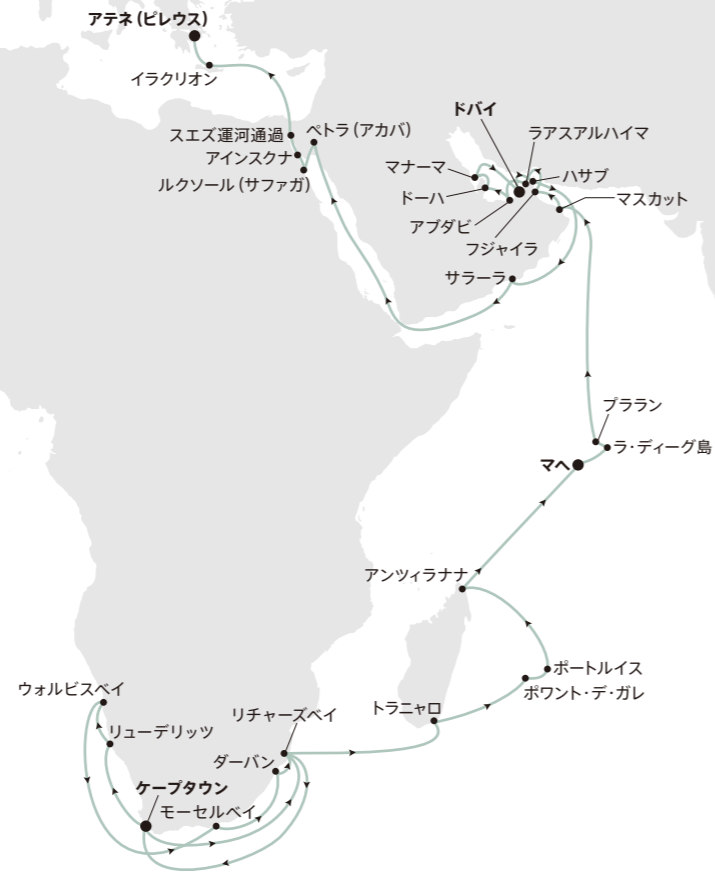 アテネ(ピレウス)
イラクリオン
スエズ運河通過
ペトラ(アカバ)
アインスクナ
ルクソール(サファガ)
ドバイ
ラアスアルハイマ
マナーマ
ハサブ
ドーハ
マスカット
アブダビ
フジャイラ
サラーラ
プララン
ラ・ディーグ島
マヘ
アンツィラナナ
ポートルイス
ポワント・デ・ガレ
ウォルビスベイ
リチャーズベイ
トラニャロ
リューデリッツ
ダーバン
ケープタウン
モーセルベイ